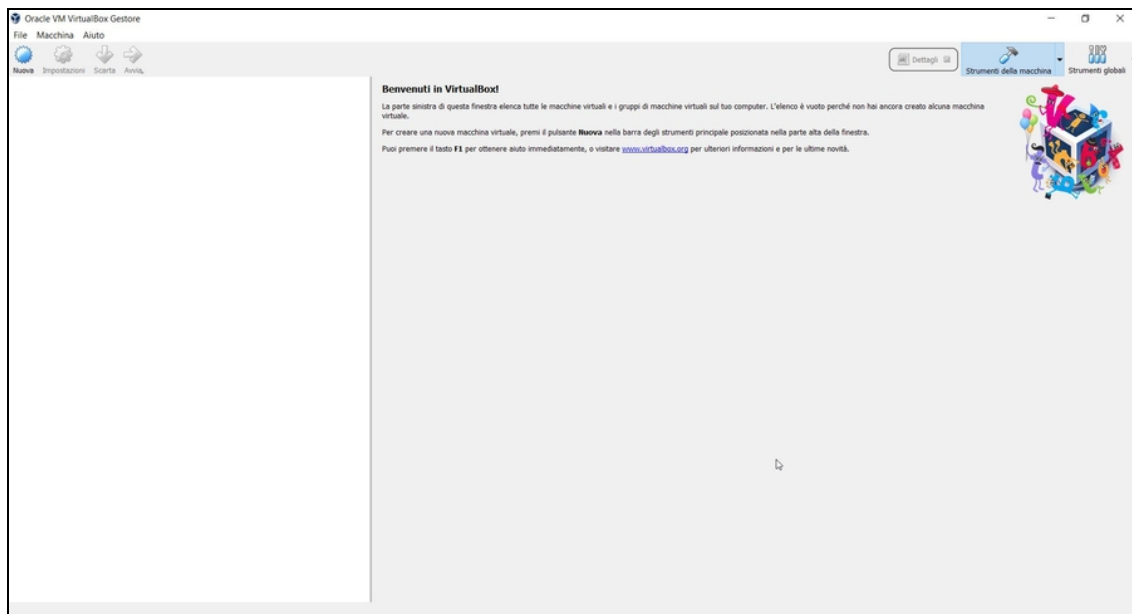 Oracle VM VirtualBox Gestore
File Macchina Aiuto
Nuova Impostazioni Scarta Avvia
Dettagli
Strumenti della macchina
Strumenti globali
Benvenuti in VirtualBox!
La parte sinistra di questa finestra elenca tutte le macchine virtuali e i gruppi di macchine virtuali sul tuo computer. L'elenco è vuoto perché non hai ancora creato alcuna macchina
virtuale.
Per creare una nuova macchina virtuale, premi il pulsante Nuova nella barra degli strumenti principale posizionata nella parte alta della finestra.
Puoi premere il tasto F1 per ottenere aiuto immediatamente, o visitare www.virtualbox.org per ulteriori informazioni e per le ultime novità.